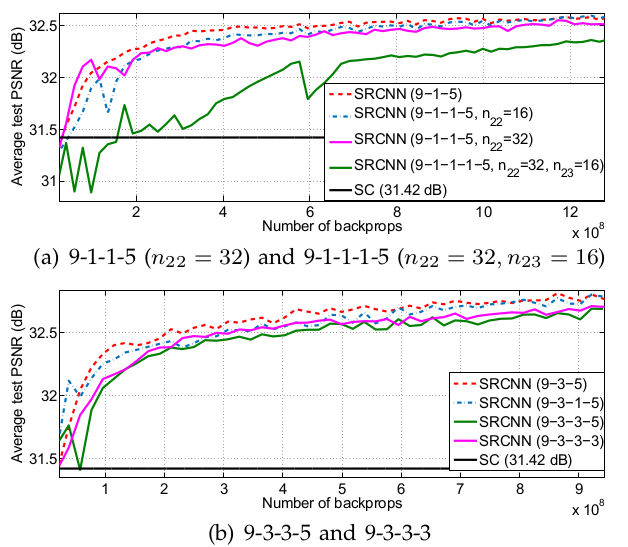 Average test PSNR (dB)
32.5
32
31.5
31
SRCNN (9−1−5)
SRCNN (9−1−1−5, n22=16)
SRCNN (9−1−1−5, n22=32)
SRCNN (9−1−1−1−5, n22=32, n23=16)
SC (31.42 dB)
2 4 6 8 10 12
Number of backprops
x 10^8
(a) 9-1-1-5 (n22 = 32) and 9-1-1-1-5 (n22 = 32, n23 = 16)
Average test PSNR (dB)
32.5
32
31.5
SRCNN (9−3−5)
SRCNN (9−3−1−5)
SRCNN (9−3−3−5)
SRCNN (9−3−3−3)
SC (31.42 dB)
1 2 3 4 5 6 7 8 9
Number of backprops
x 10^8
(b) 9-3-3-5 and 9-3-3-3